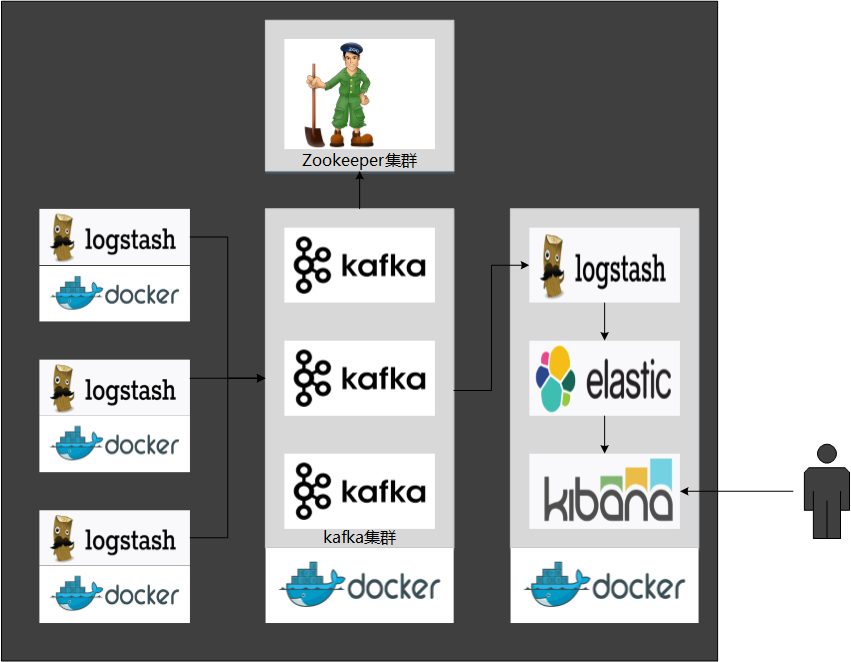 Zookeeper集群
logstash
docker
logstash
docker
logstash
docker
kafka
kafka
kafka
kafka集群
docker
logstash
elastic
kibana
docker